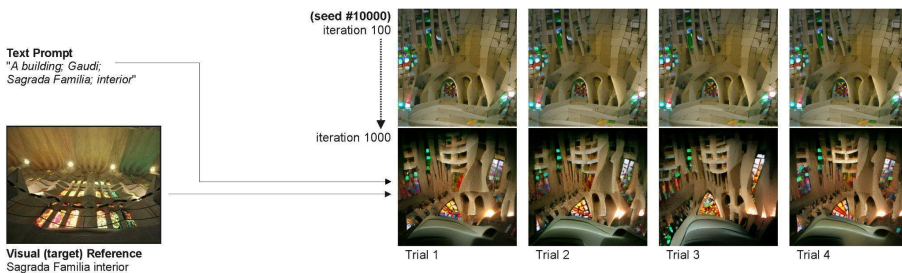 (seed #10000)
iteration 100
Text Prompt
"A building; Gaudi;
Sagrada Familia; interior"
iteration 1000
Visual (target) Reference
Sagrada Familia interior
Trial 1
Trial 2
Trial 3
Trial 4